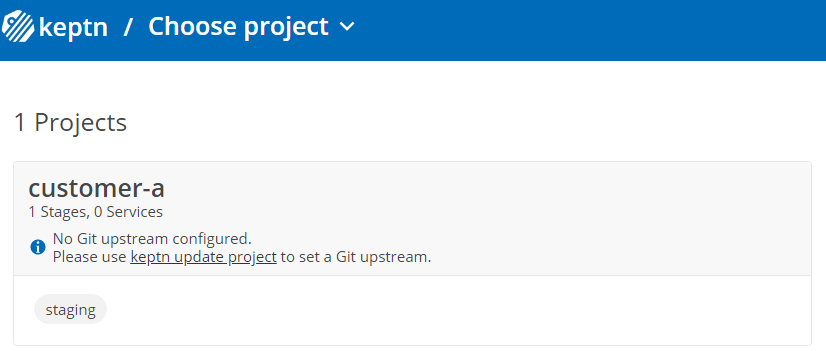 keptn / Choose project
1 Projects
customer-a
1 Stages, 0 Services
No Git upstream configured.
Please use keptn update project to set a Git upstream.
staging